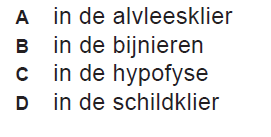 A in de alvleesklier
B in de bijnieren
C in de hypofyse
D in de schildklier